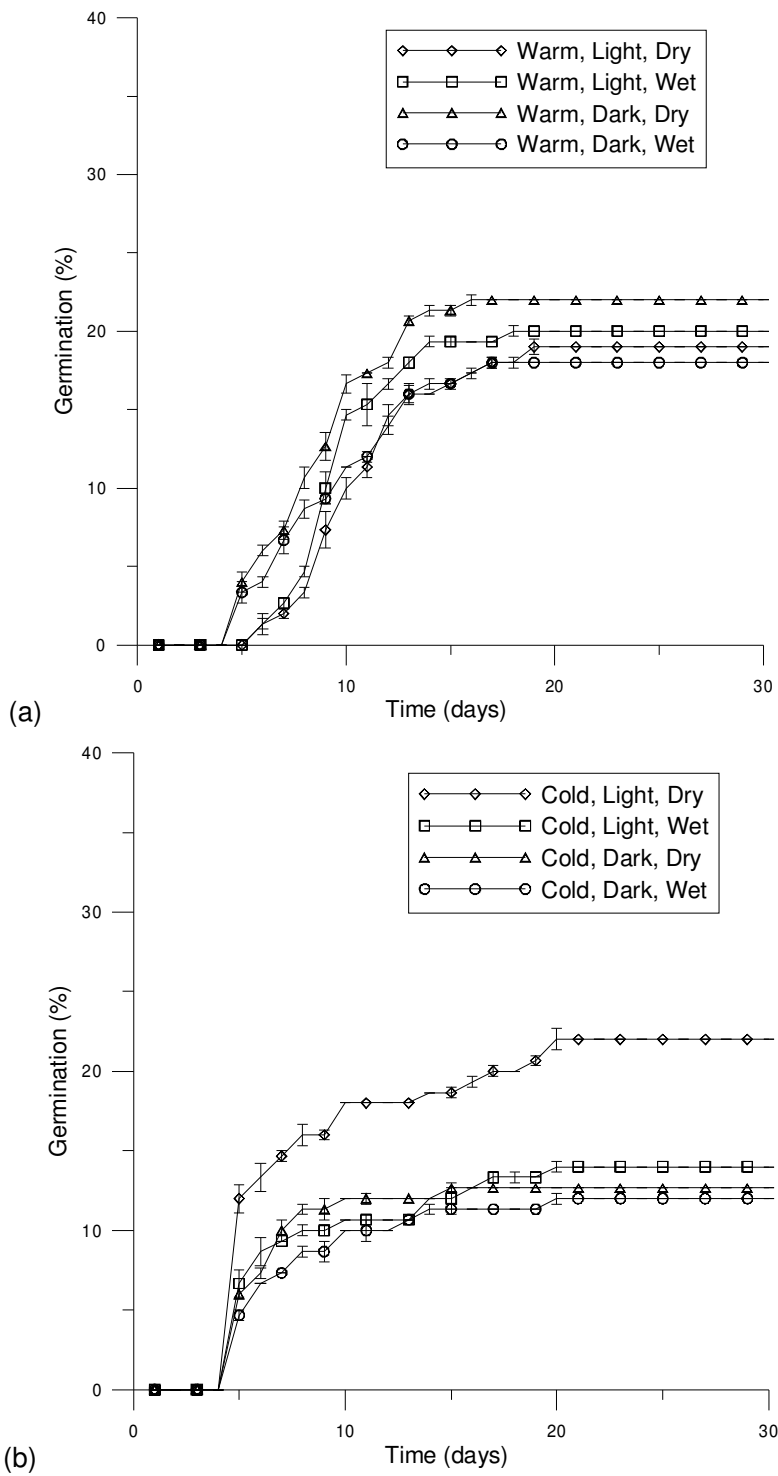 40
Warm, Light, Dry
Warm, Light, Wet
Warm, Dark, Dry
Warm, Dark, Wet
30
20
10
0
Germination (%)
0 10 20 30
Time (days)
(a)
40
Cold, Light, Dry
Cold, Light, Wet
Cold, Dark, Dry
Cold, Dark, Wet
30
20
10
0
Germination (%)
0 10 20 30
Time (days)
(b)